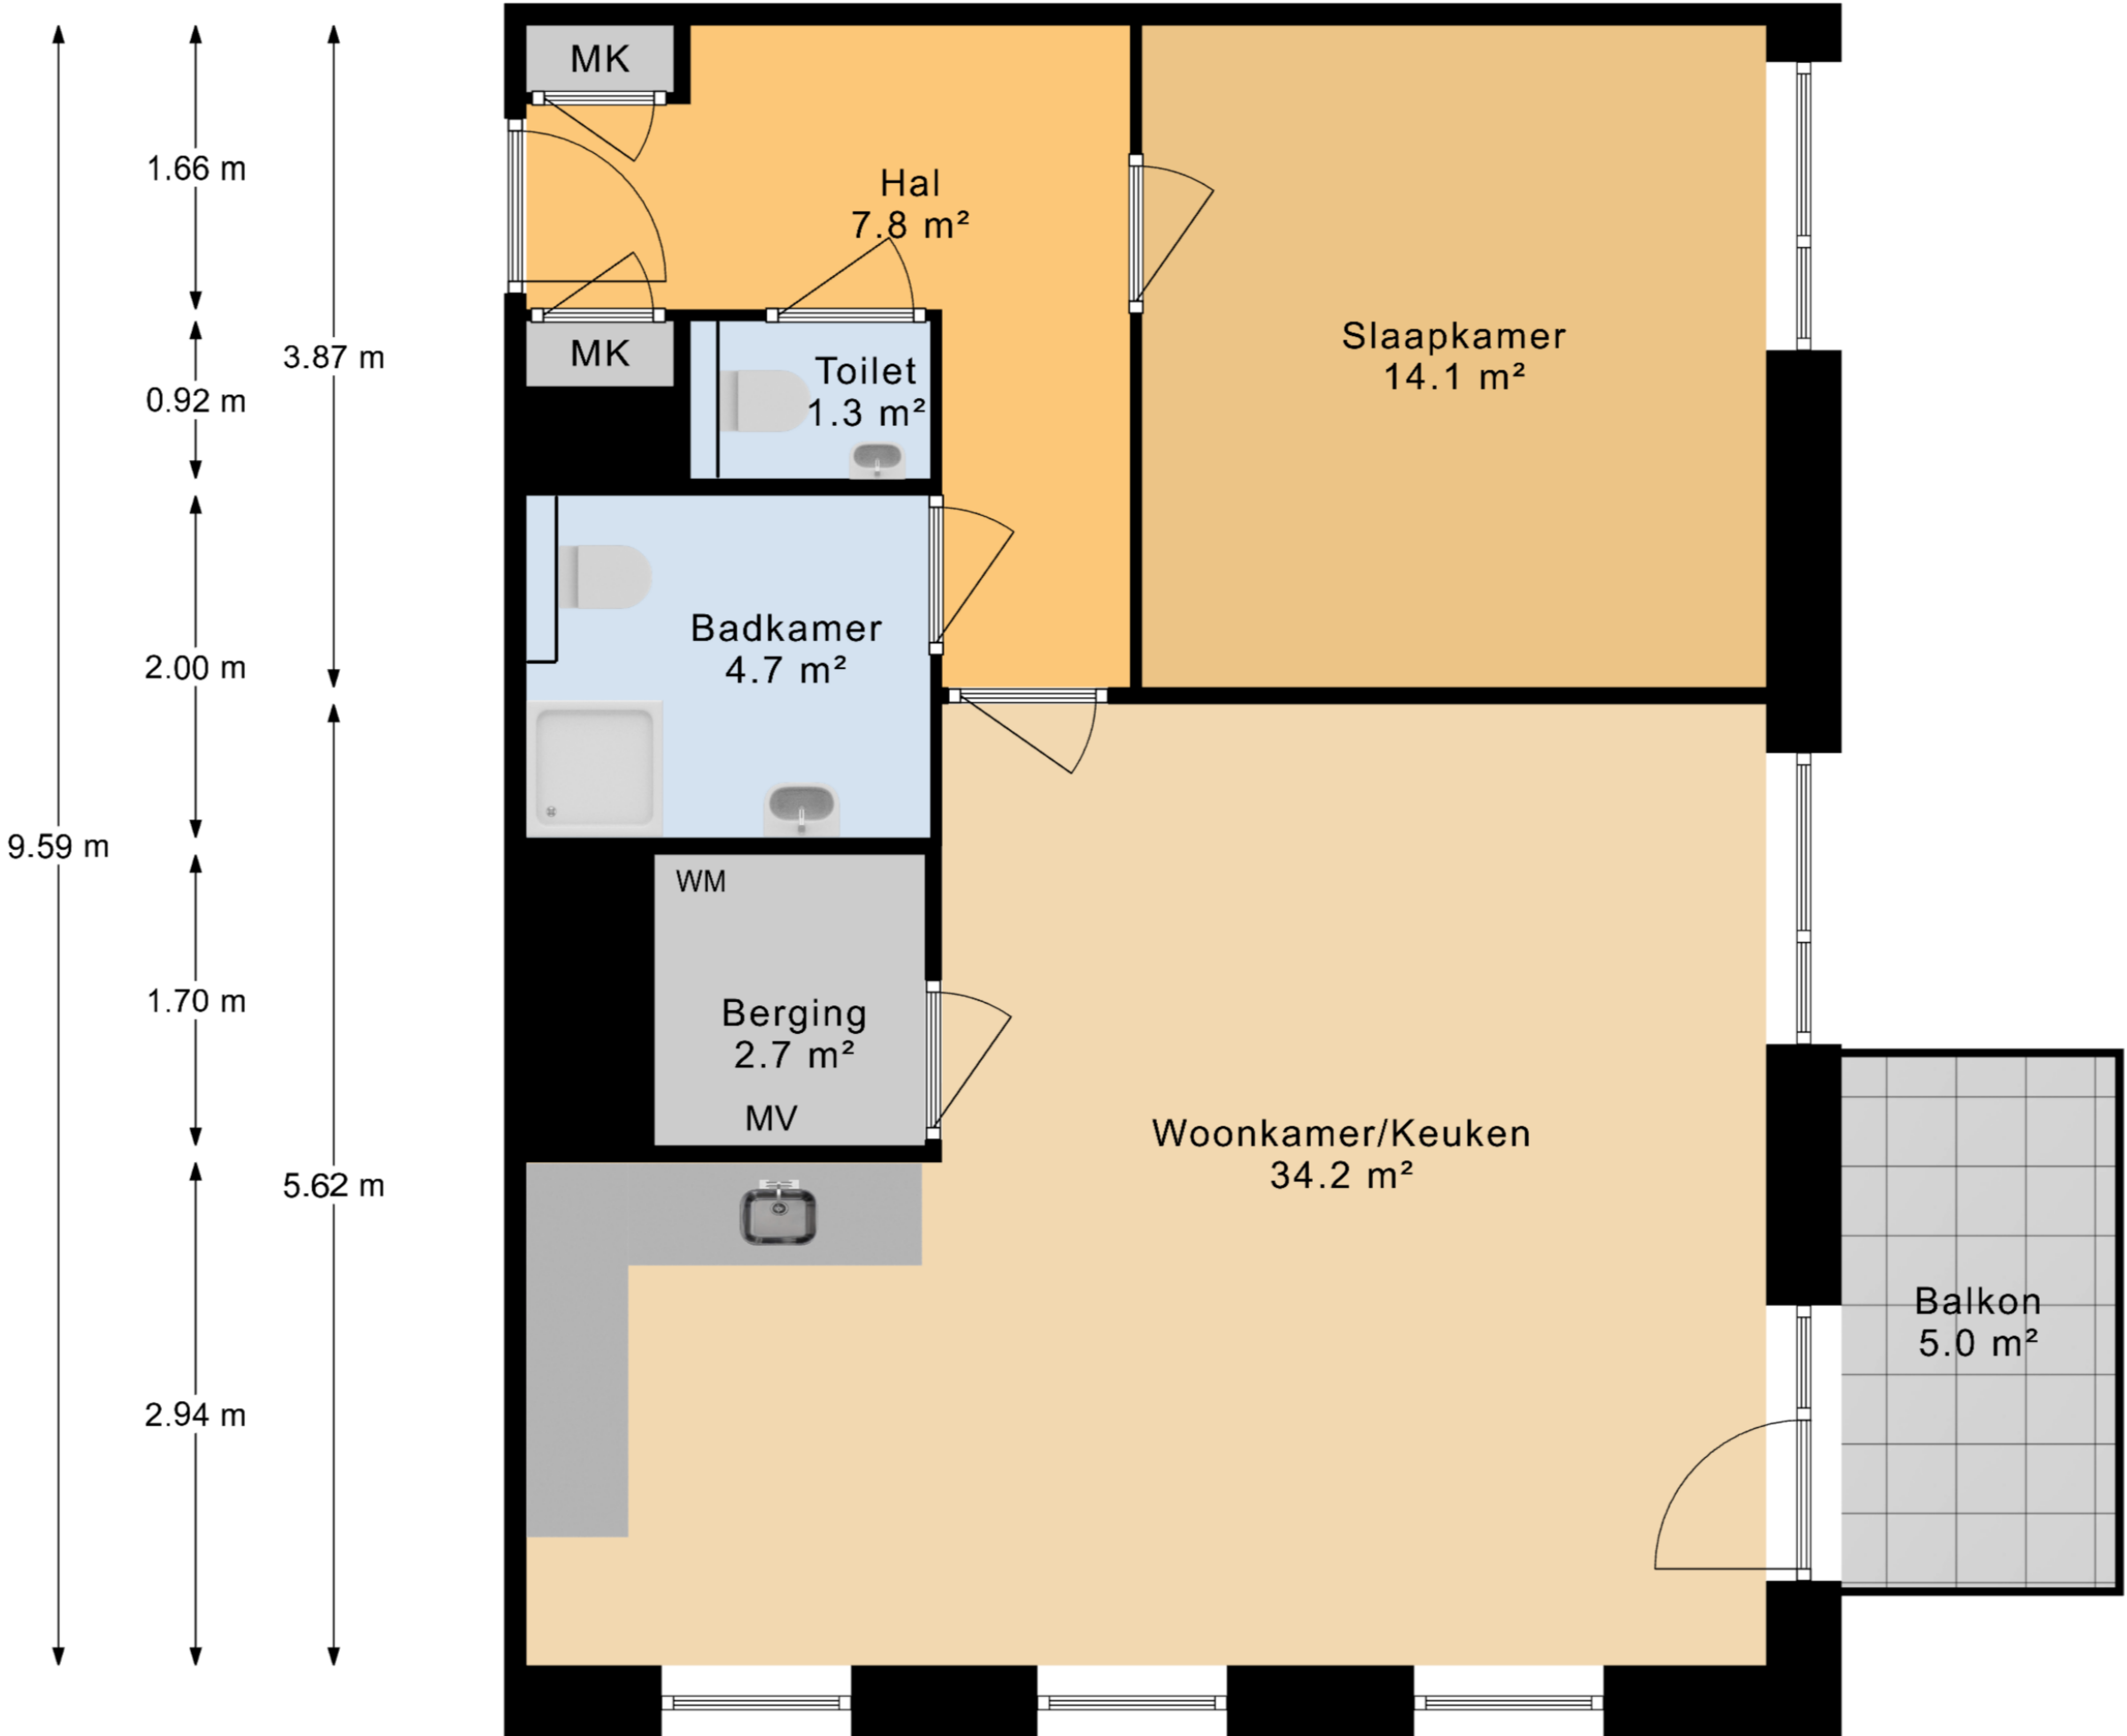 MK
1.66 m
Hal
7.8 m²
Slaapkamer
14.1 m²
MK
3.87 m
Toilet
1.3 m²
0.92 m
Badkamer
4.7 m²
2.00 m
9.59 m
WM
1.70 m
Berging
2.7 m²
MV
Woonkamer/Keuken
34.2 m²
5.62 m
Balkon
5.0 m²
2.94 m